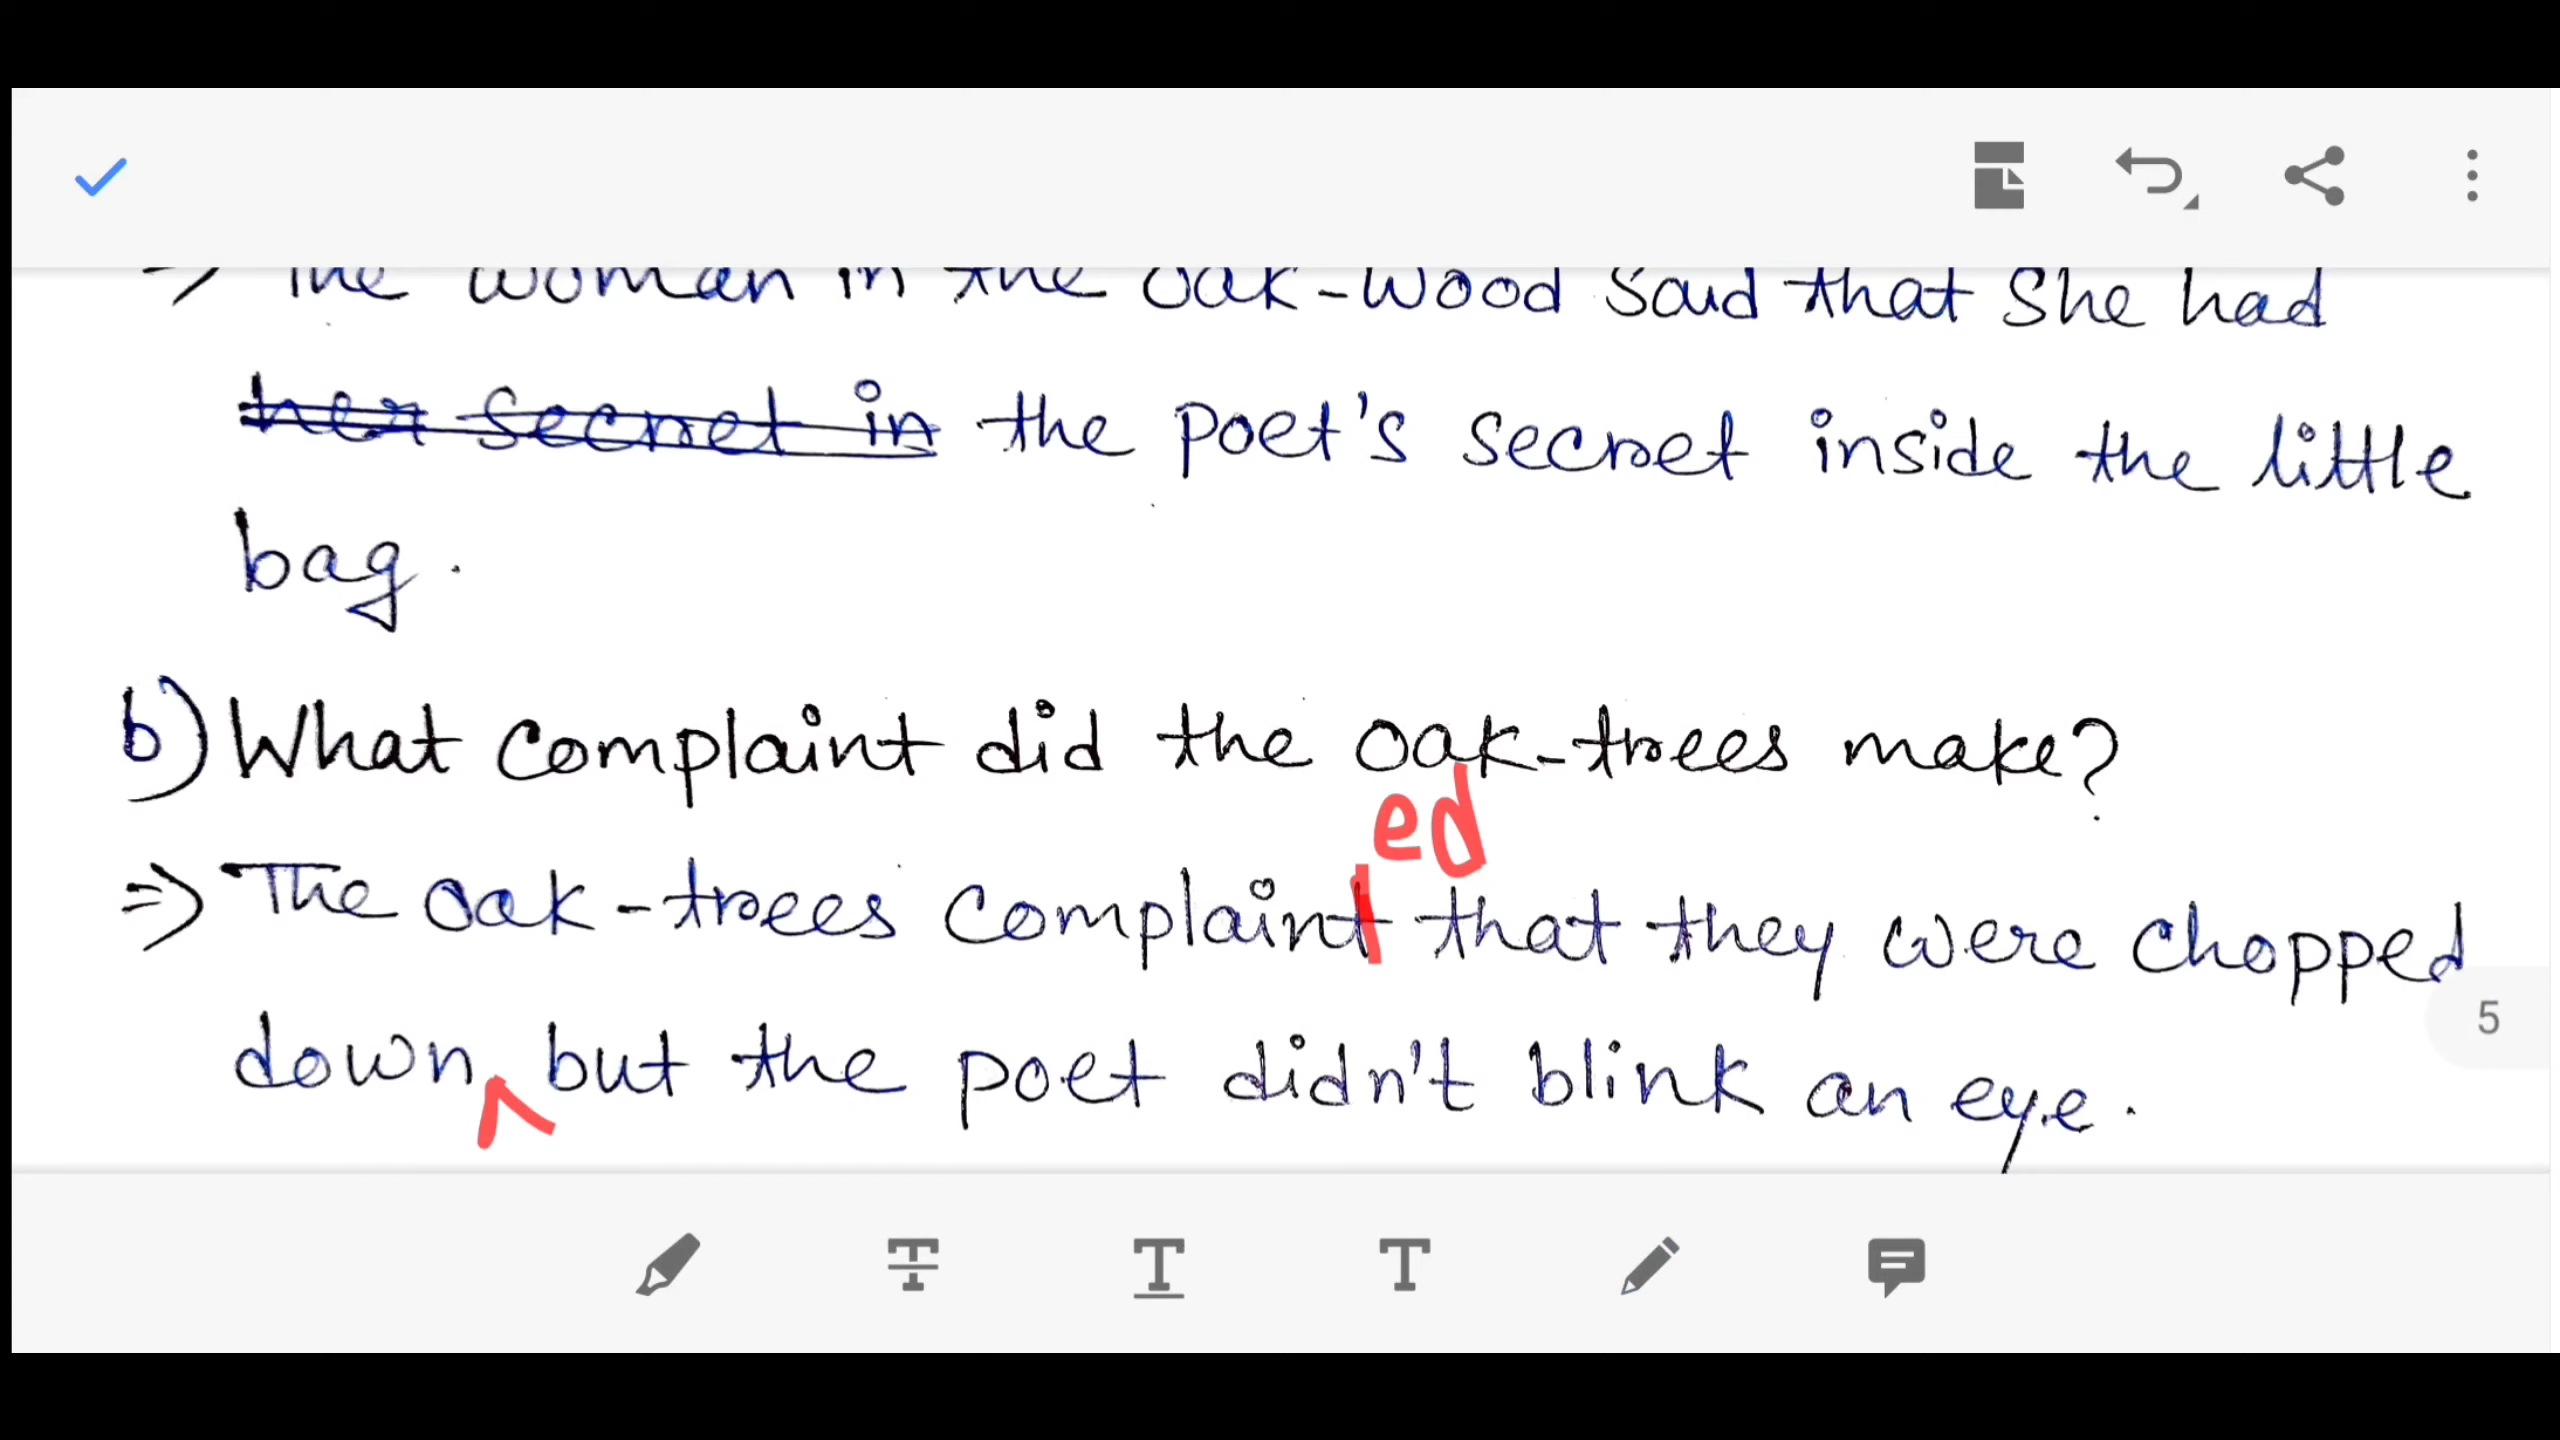 => The woman in the oak-wood said that she had
her secret in the poet's secret inside the little
bag.
b) What complaint did the oak-trees make?
ed
=> The oak-trees complaint that they were chopped
down ^ but the poet didn't blink an eye.
5